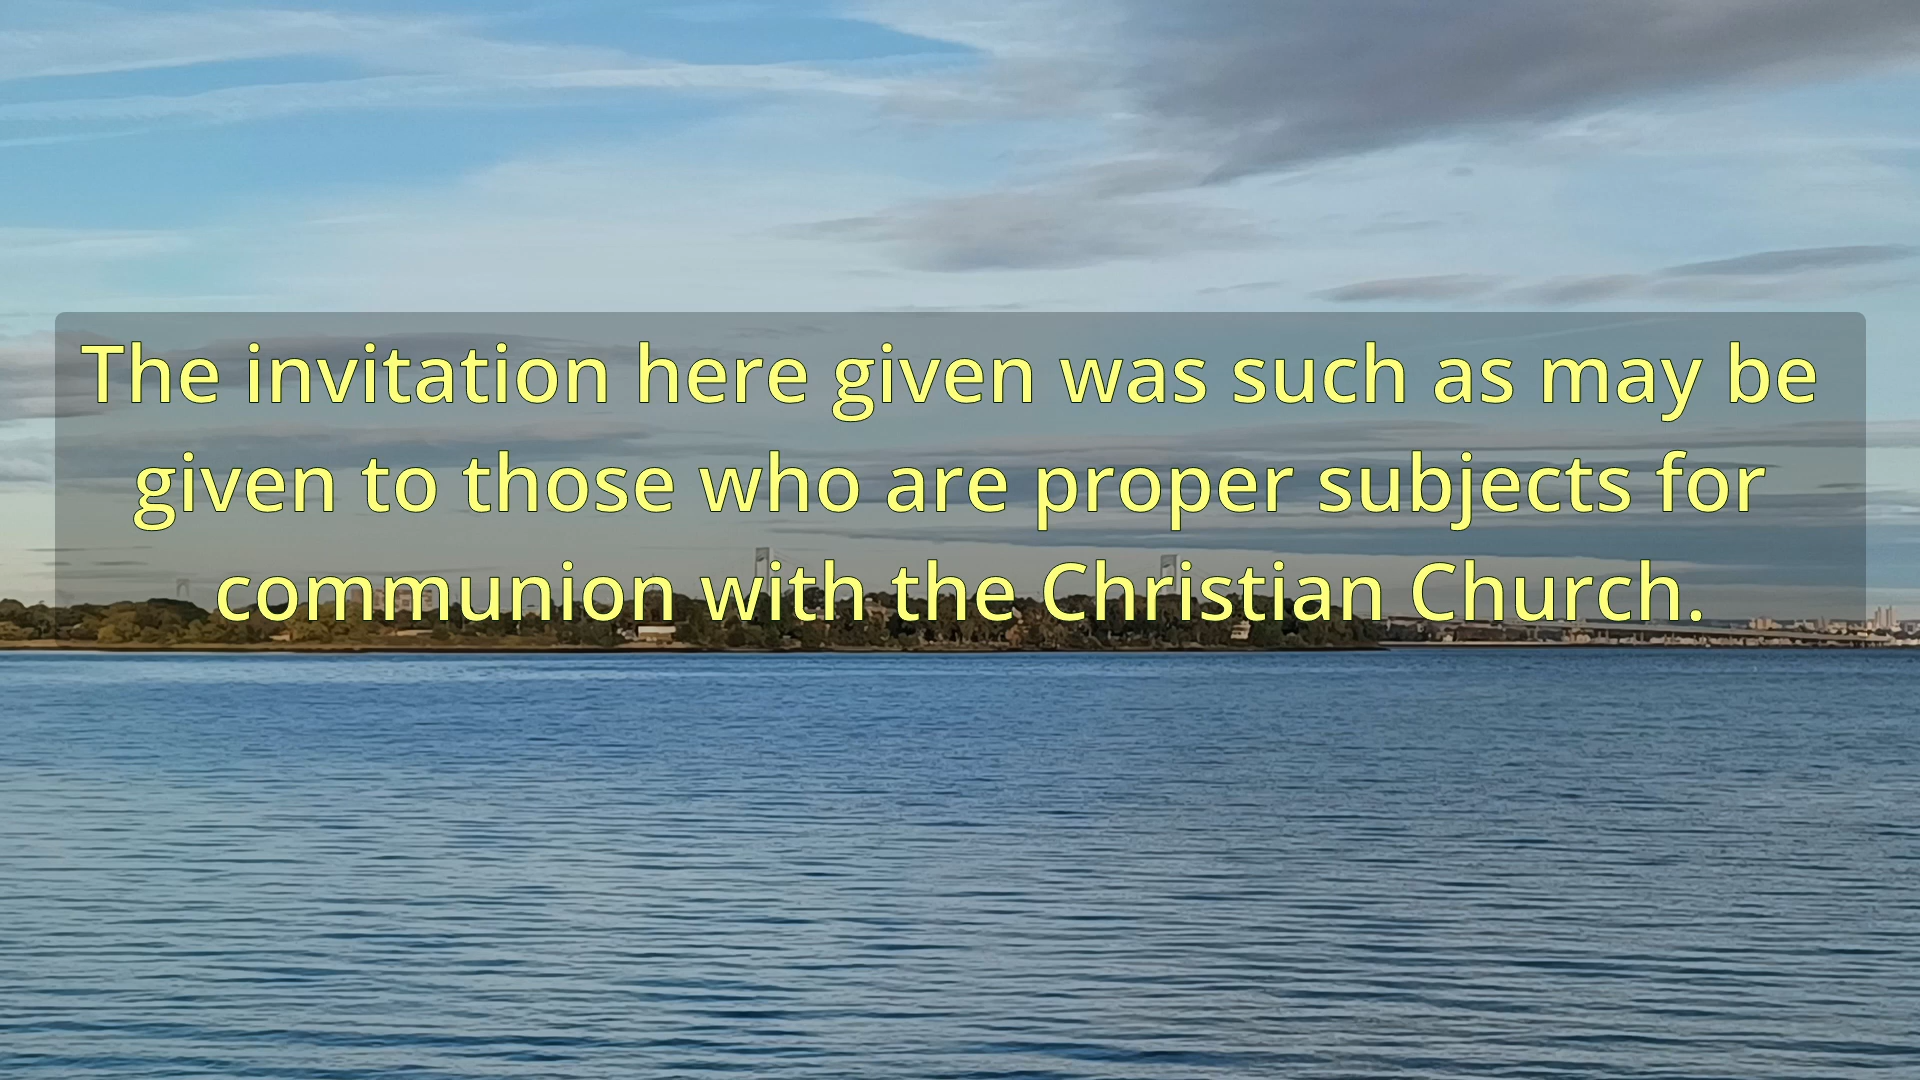 The invitation here given was such as may be
given to those who are proper subjects for
communion with the Christian Church.